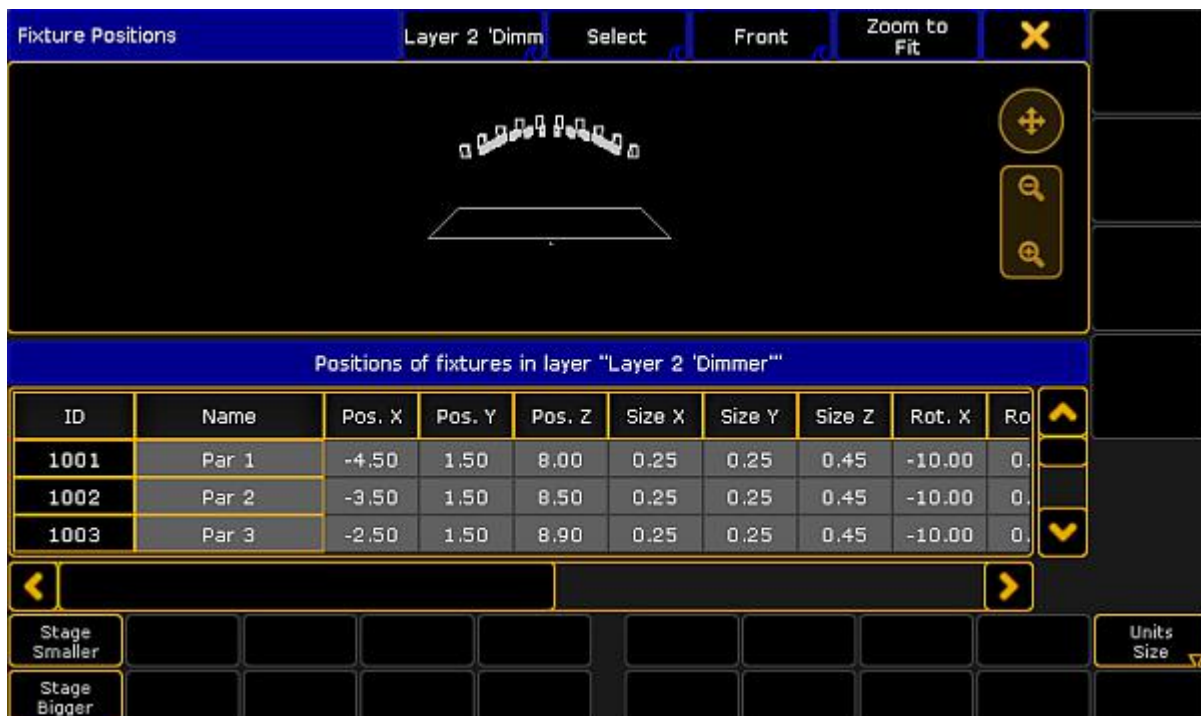 Fixture Positions
Layer 2 'Dimm
Select
Front
Zoom to
Fit
Positions of fixtures in layer "Layer 2 'Dimmer'"
ID Name Pos. X Pos. Y Pos. Z Size X Size Y Size Z Rot. X Ro
1001 Par 1 -4.50 1.50 8.00 0.25 0.25 0.45 -10.00 0.
1002 Par 2 -3.50 1.50 8.50 0.25 0.25 0.45 -10.00 0.
1003 Par 3 -2.50 1.50 8.90 0.25 0.25 0.45 -10.00 0.
Stage
Smaller
Units
Size
Stage
Bigger